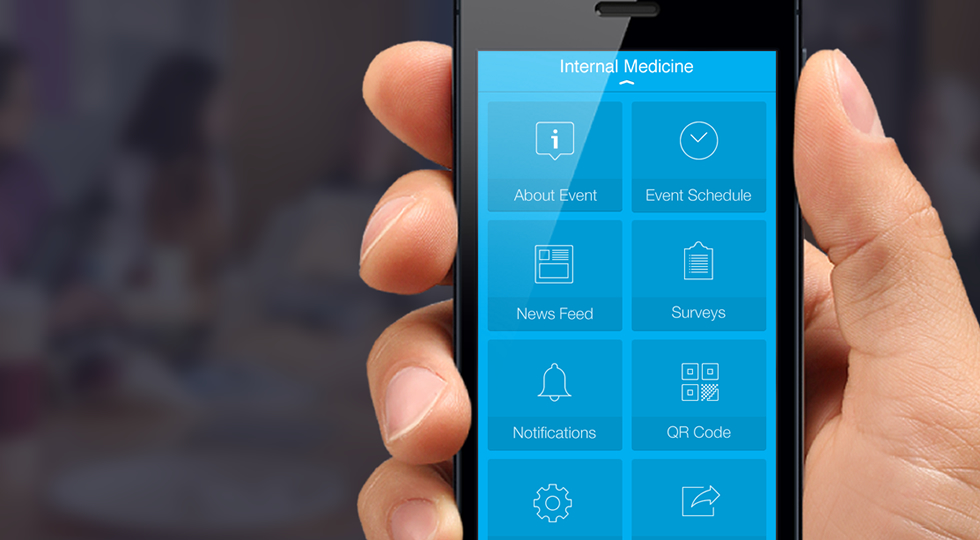 Internal Medicine
About Event
Event Schedule
News Feed
Surveys
Notifications
QR Code